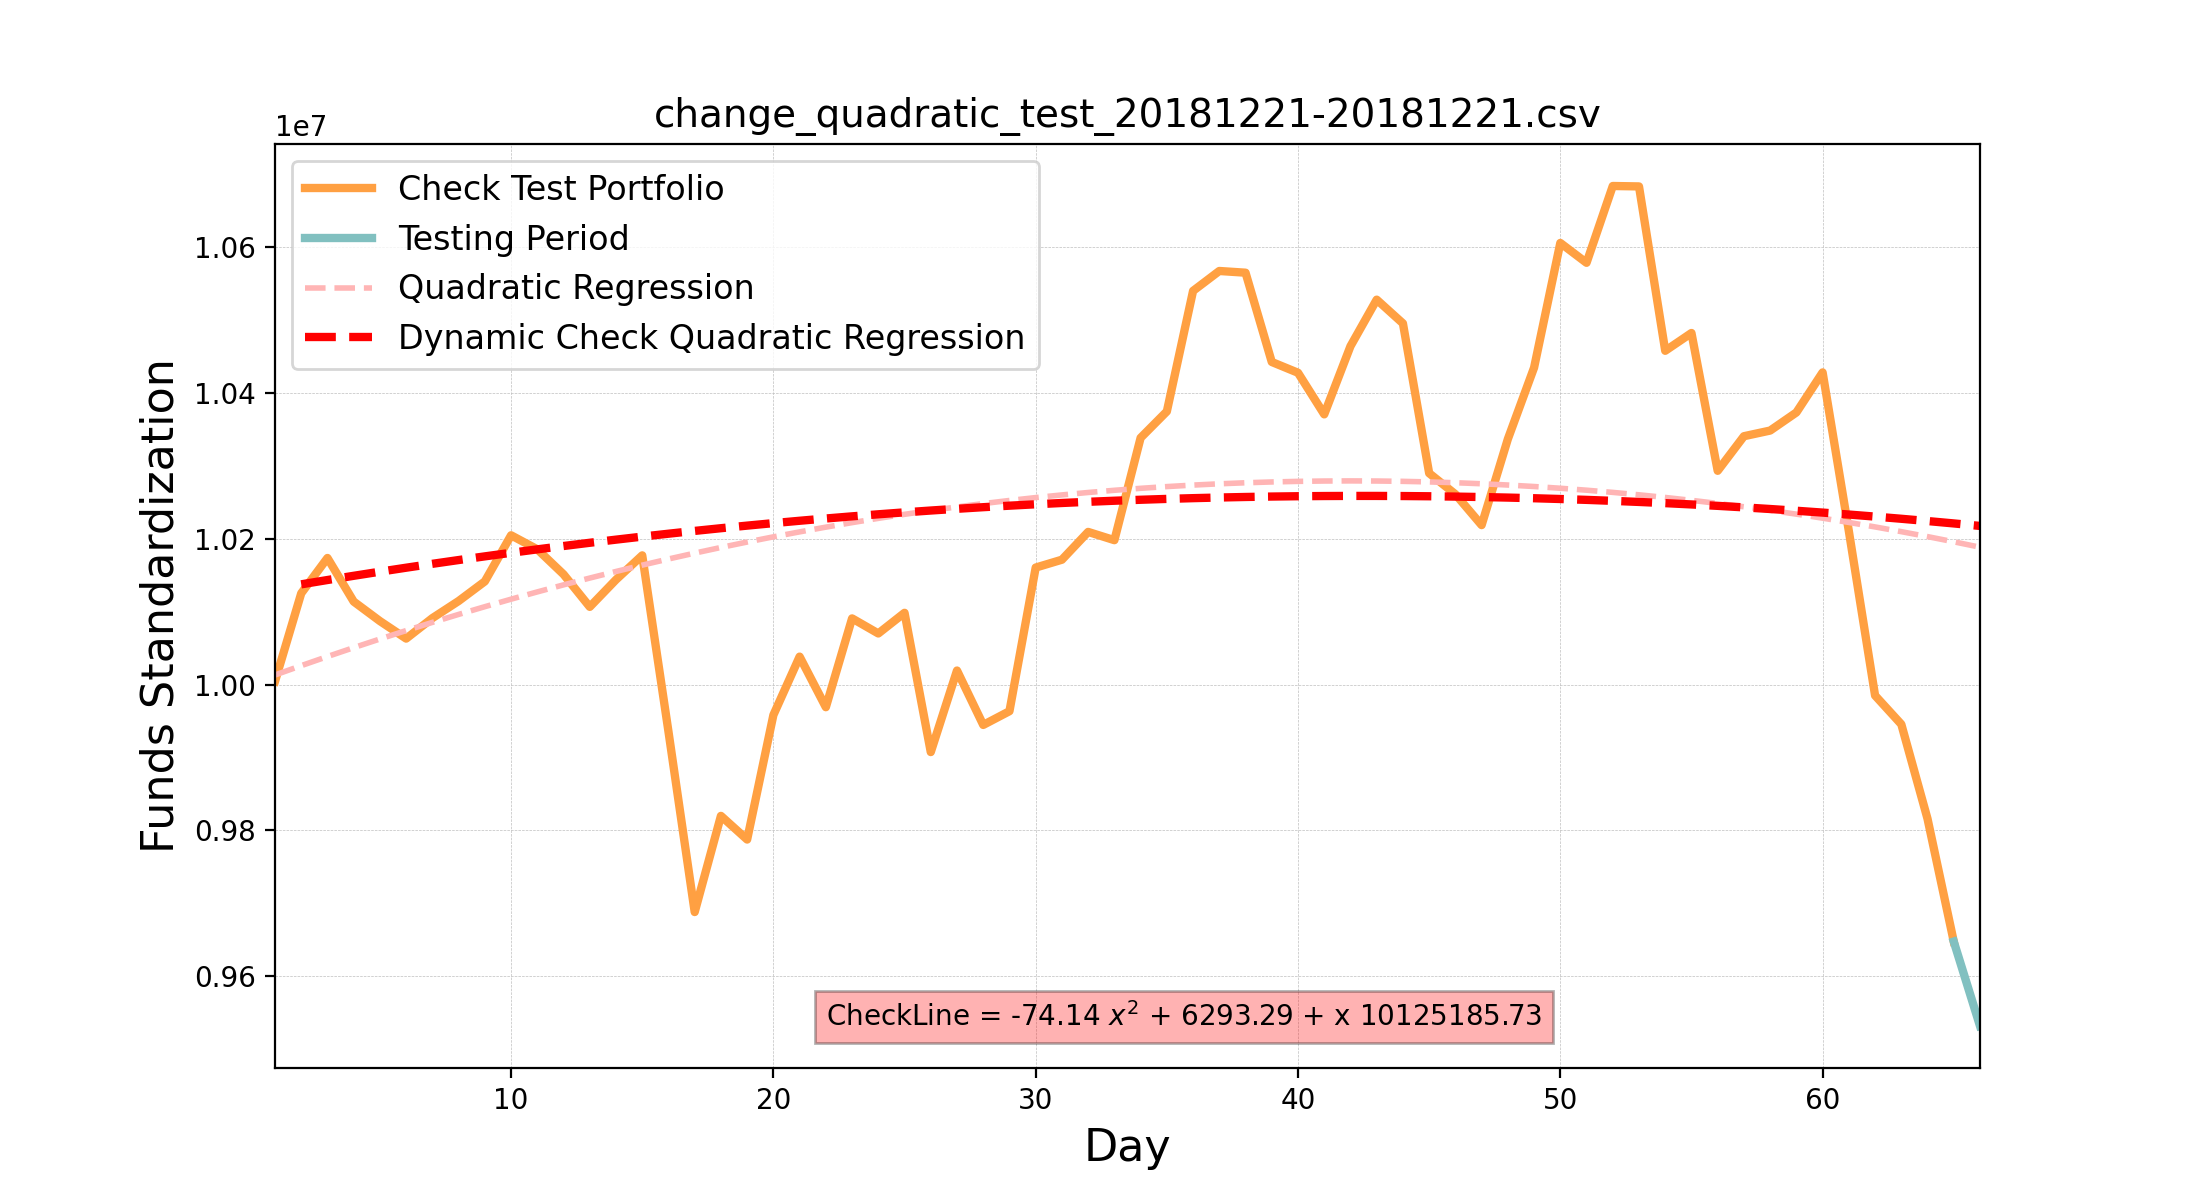 change_quadratic_test_20181221-20181221.csv
1e7
Check Test Portfolio
Testing Period
Quadratic Regression
Dynamic Check Quadratic Regression
Funds Standardization
1.06
1.04
1.02
1.00
0.98
0.96
CheckLine = -74.14 x² + 6293.29 + x 10125185.73
10 20 30 40 50 60
Day